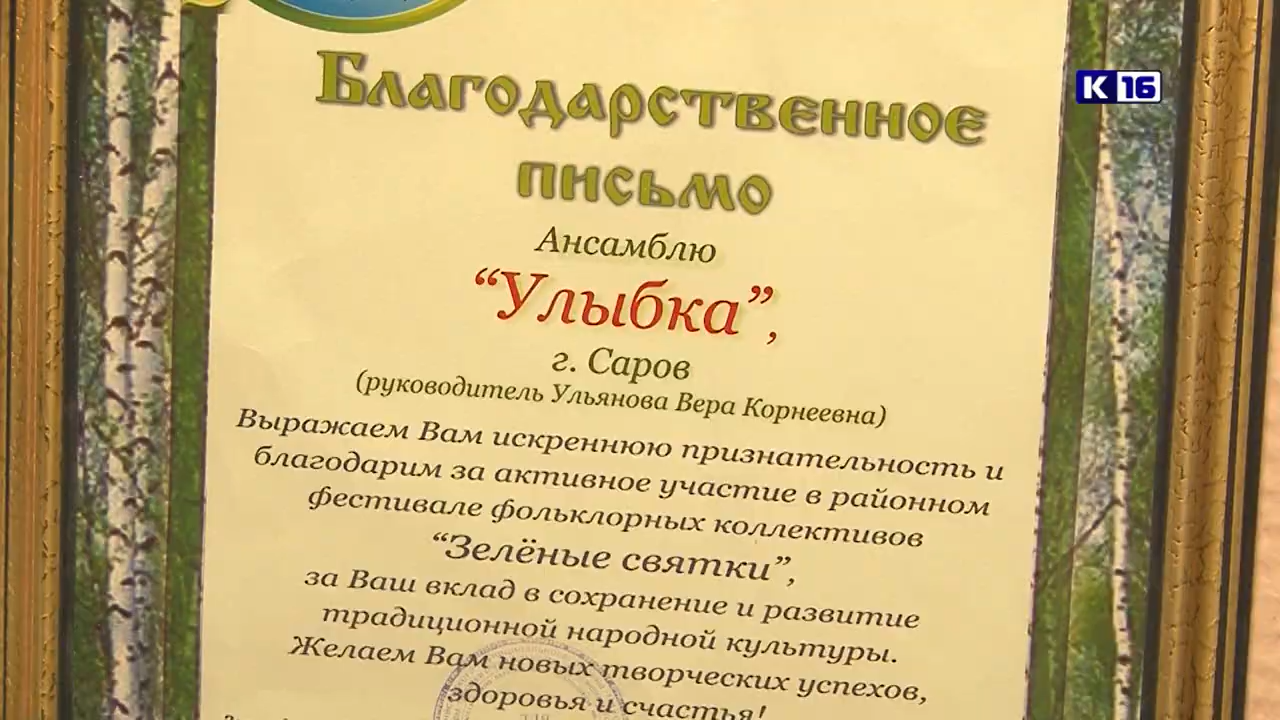 К 16
Благодарственное
письмо
Ансамблю
“Улыбка”,
г. Саров
(руководитель Ульянова Вера Корнеевна)
Выражаем Вам искреннюю признательность и
благодарим за активное участие в районном
фестивале фольклорных коллективов
“Зелёные святки”,
за Ваш вклад в сохранение и развитие
традиционной народной культуры.
Желаем Вам новых творческих успехов,
здоровья и счастья!